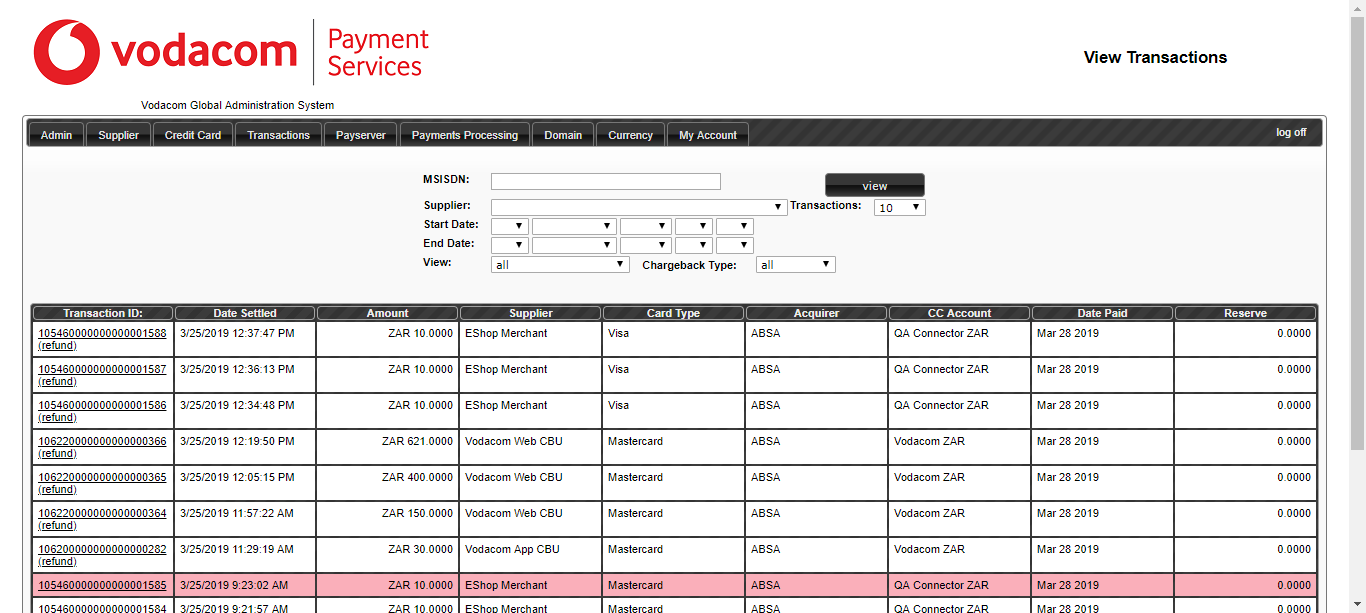 vodacom
Payment
Services
View Transactions
Vodacom Global Administration System
Admin Supplier Credit Card Transactions Payserver Payments Processing Domain Currency My Account log off
MSISDN: view
Supplier: Transactions: 10
Start Date:
End Date:
View: all Chargeback Type: all
Transaction ID: Date Settled Amount Supplier Card Type Acquirer CC Account Date Paid Reserve
105460000000000001588 3/25/2019 12:37:47 PM ZAR 10.0000 EShop Merchant Visa ABSA QA Connector ZAR Mar 28 2019 0.0000
(refund)
105460000000000001587 3/25/2019 12:36:13 PM ZAR 10.0000 EShop Merchant Visa ABSA QA Connector ZAR Mar 28 2019 0.0000
(refund)
105460000000000001586 3/25/2019 12:34:48 PM ZAR 10.0000 EShop Merchant Visa ABSA QA Connector ZAR Mar 28 2019 0.0000
(refund)
106220000000000000366 3/25/2019 12:19:50 PM ZAR 621.0000 Vodacom Web CBU Mastercard ABSA Vodacom ZAR Mar 28 2019 0.0000
(refund)
106220000000000000365 3/25/2019 12:05:15 PM ZAR 400.0000 Vodacom Web CBU Mastercard ABSA Vodacom ZAR Mar 28 2019 0.0000
(refund)
106220000000000000364 3/25/2019 11:57:22 AM ZAR 150.0000 Vodacom Web CBU Mastercard ABSA Vodacom ZAR Mar 28 2019 0.0000
(refund)
106200000000000000282 3/25/2019 11:29:19 AM ZAR 30.0000 Vodacom App CBU Mastercard ABSA Vodacom ZAR Mar 28 2019 0.0000
(refund)
105460000000000001585 3/25/2019 9:23:02 AM ZAR 10.0000 EShop Merchant Mastercard ABSA QA Connector ZAR Mar 28 2019 0.0000
105460000000000001584 3/25/2019 9:21:57 AM ZAR 10.0000 EShop Merchant Mastercard ABSA QA Connector ZAR Mar 28 2019 0.0000